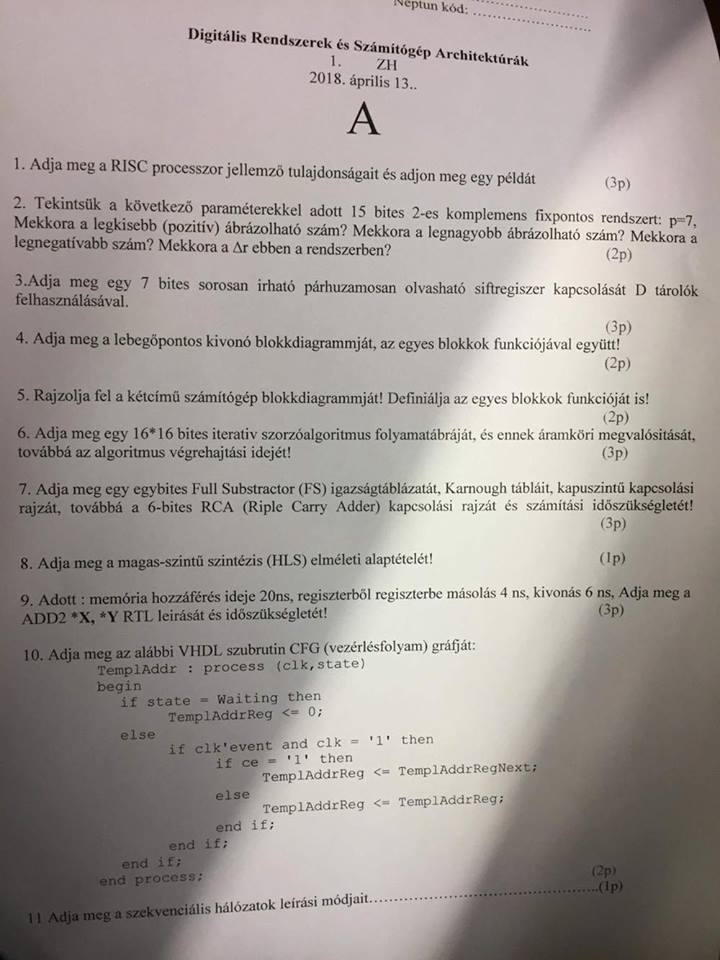 Neptun kód: ..............................
..............................
Digitális Rendszerek és Számítógép Architektúrák
1. ZH
2018. április 13..
A
1. Adja meg a RISC processzor jellemző tulajdonságait és adjon meg egy példát (3p)
2. Tekintsük a következő paraméterekkel adott 15 bites 2-es komplemens fixpontos rendszert: p=7,
Mekkora a legkisebb (pozitív) ábrázolható szám? Mekkora a legnagyobb ábrázolható szám? Mekkora a
legnegatívabb szám? Mekkora a Δr ebben a rendszerben? (2p)
3.Adja meg egy 7 bites sorosan irható párhuzamosan olvasható siftregiszer kapcsolását D tárolók
felhasználásával.
(3p)
4. Adja meg a lebegőpontos kivonó blokkdiagrammját, az egyes blokkok funkciójával együtt!
(2p)
5. Rajzolja fel a kétcímű számítógép blokkdiagrammját! Definiálja az egyes blokkok funkcióját is!
(2p)
6. Adja meg egy 16*16 bites iterativ szorzóalgoritmus folyamatábráját, és ennek áramköri megvalósitását,
továbbá az algoritmus végrehajtási idejét! (3p)
7. Adja meg egy egybites Full Substractor (FS) igazságtáblázatát, Karnough tábláit, kapuszintű kapcsolási
rajzát, továbbá a 6-bites RCA (Riple Carry Adder) kapcsolási rajzát és számítási időszükségletét!
(3p)
8. Adja meg a magas-szintű szintézis (HLS) elméleti alaptételét! (1p)
9. Adott : memória hozzáférés ideje 20ns, regiszterből regiszterbe másolás 4 ns, kivonás 6 ns, Adja meg a
ADD2 *X, *Y RTL leirását és időszükségletét! (3p)
10. Adja meg az alábbi VHDL szubrutin CFG (vezérlésfolyam) gráfját:
TemplAddr : process (clk,state)
begin
if state = Waiting then
TemplAddrReg <= 0;
else
if clk'event and clk = '1' then
if ce = '1' then
TemplAddrReg <= TemplAddrRegNext;
else
TemplAddrReg <= TemplAddrReg;
end if;
end if;
end if;
end process;
(2p)
11 Adja meg a szekvenciális hálózatok leírási módjait..............................(1p)